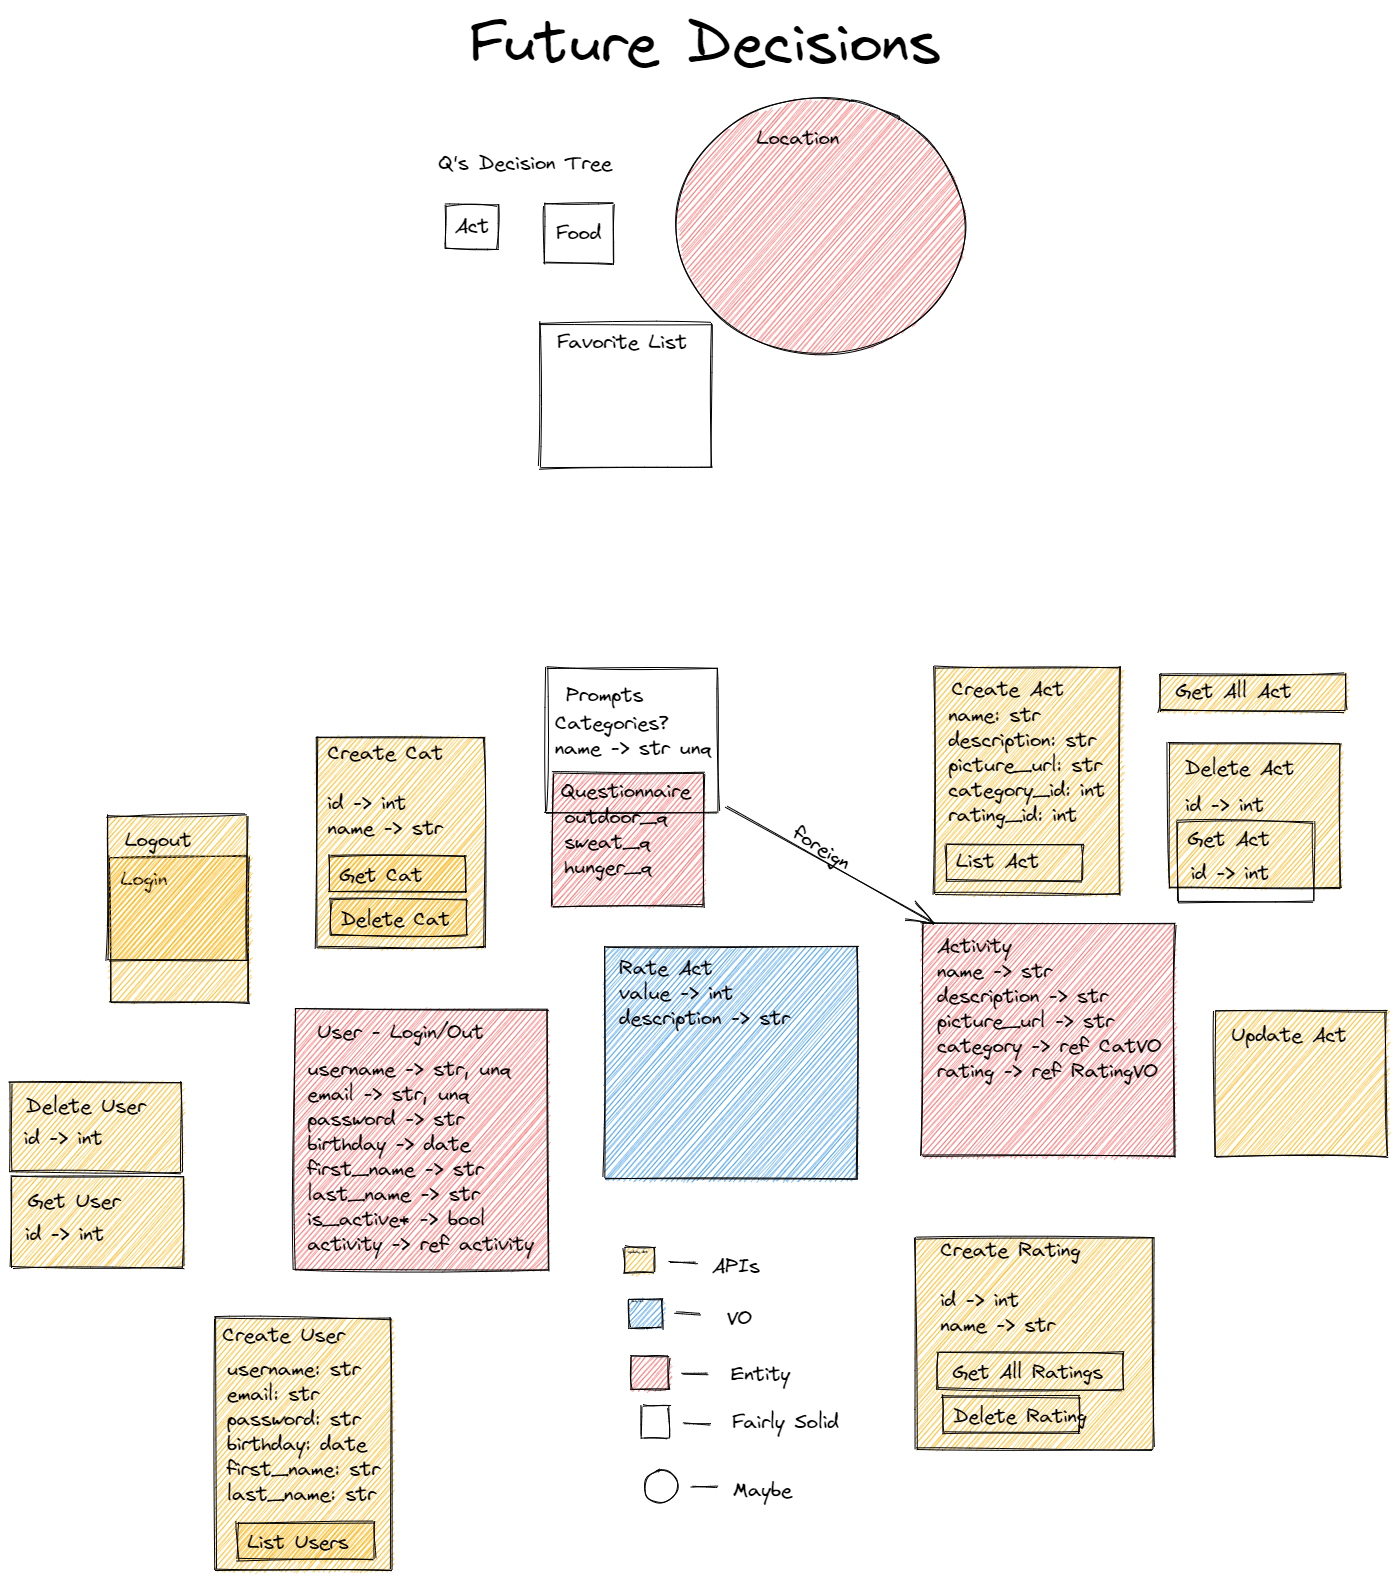 Future Decisions
Location
Q's Decision Tree
Act
Food
Favorite List
Prompts
Categories?
name -> str unq
Questionnaire
outdoor_q
sweat_q
hunger_q
foreign
Create Act
name: str
description: str
picture_url: str
category_id: int
rating_id: int
List Act
Get All Act
Delete Act
id -> int
Get Act
id -> int
Create Cat
id -> int
name -> str
Get Cat
Delete Cat
Logout
Login
Rate Act
value -> int
description -> str
Activity
name -> str
description -> str
picture_url -> str
category -> ref CatVO
rating -> ref RatingVO
Update Act
User - Login/Out
username -> str, unq
email -> str, unq
password -> str
birthday -> date
first_name -> str
last_name -> str
is_active* -> bool
activity -> ref activity
Delete User
id -> int
Get User
id -> int
APIs
VO
Entity
Fairly Solid
Maybe
Create Rating
id -> int
name -> str
Get All Ratings
Delete Rating
Create User
username: str
email: str
password: str
birthday: date
first_name: str
last_name: str
List Users